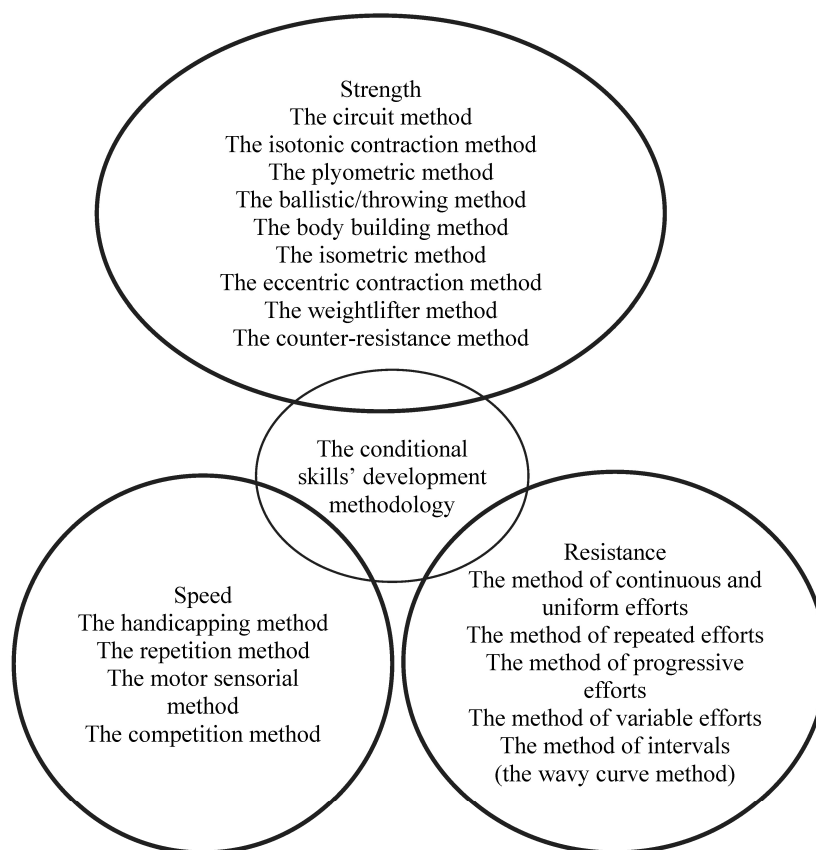 Strength
The circuit method
The isotonic contraction method
The plyometric method
The ballistic/throwing method
The body building method
The isometric method
The eccentric contraction method
The weightlifter method
The counter-resistance method
The conditional
skills’ development
methodology
Speed
The handicapping method
The repetition method
The motor sensorial
method
The competition method
Resistance
The method of continuous and
uniform efforts
The method of repeated efforts
The method of progressive
efforts
The method of variable efforts
The method of intervals
(the wavy curve method)